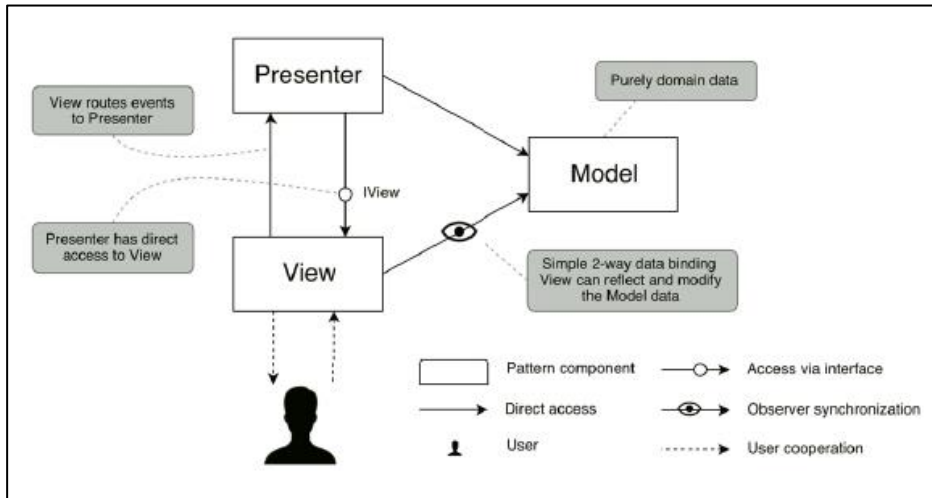 Presenter
View routes events
to Presenter
Purely domain data
Model
IView
Presenter has direct
access to View
View
Simple 2-way data binding
View can reflect and modify
the Model data
Pattern component
Access via interface
Direct access
Observer synchronization
User
User cooperation